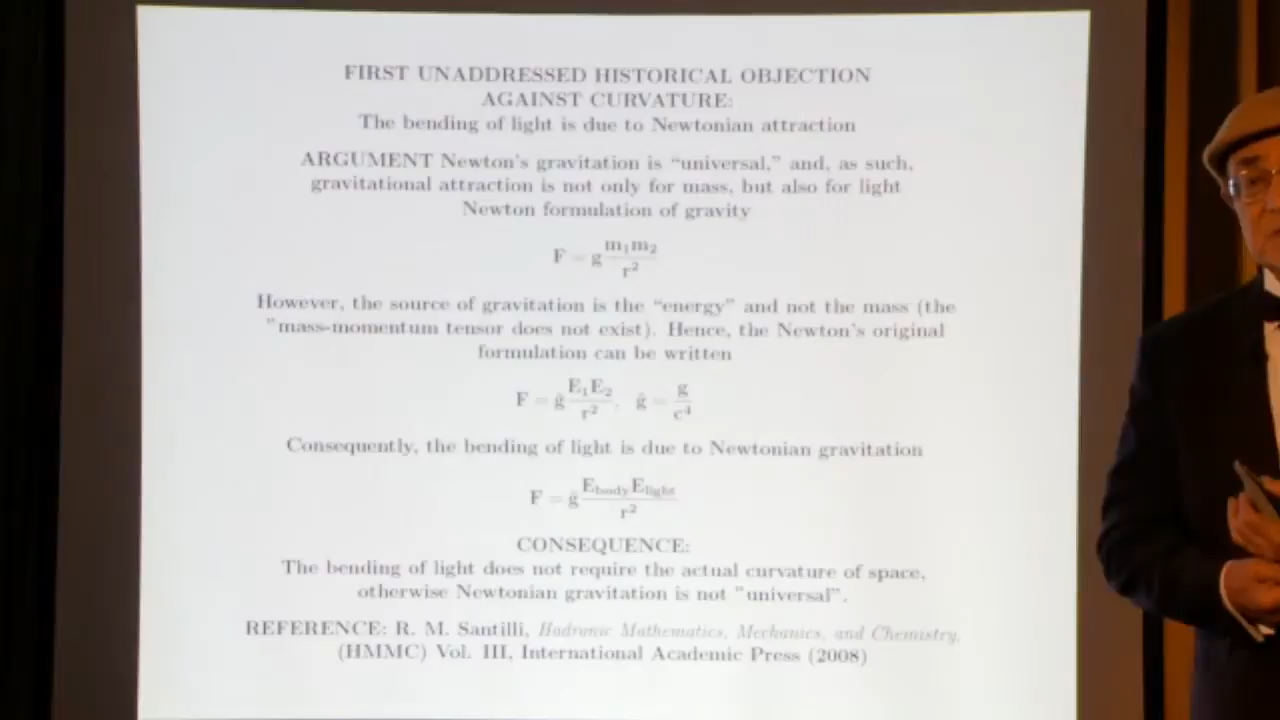 FIRST UNADDRESSED HISTORICAL OBJECTION
AGAINST CURVATURE:
The bending of light is due to Newtonian attraction
ARGUMENT Newton's gravitation is “universal,” and, as such,
gravitational attraction is not only for mass, but also for light
Newton formulation of gravity
F = g m₁m₂ / r²
However, the source of gravitation is the “energy” and not the mass (the
"mass-momentum tensor does not exist). Hence, the Newton's original
formulation can be written
F = ĝ E₁E₂ / r², ĝ = g / c⁴
Consequently, the bending of light is due to Newtonian gravitation
F = ĝ E_body E_light / r²
CONSEQUENCE:
The bending of light does not require the actual curvature of space,
otherwise Newtonian gravitation is not "universal".
REFERENCE: R. M. Santilli, Hadronic Mathematics, Mechanics, and Chemistry,
(HMMC) Vol. III, International Academic Press (2008)